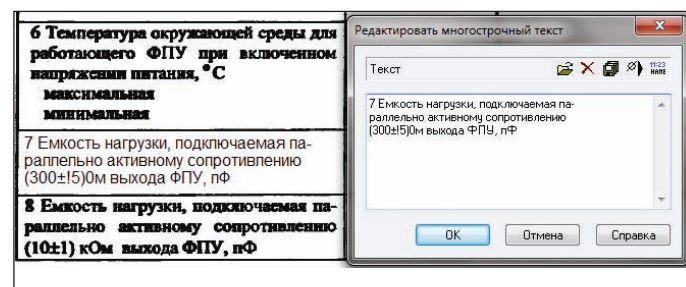 6 Температура окружающей среды для
работающего ФПУ при включенном
напряжении питания, °С
максимальная
минимальная
7 Емкость нагрузки, подключаемая па-
раллельно активному сопротивлению
(300±!5)0м выхода ФПУ, пФ
8 Емкость нагрузки, подключаемая па-
раллельно активному сопротивлению
(10±1) кОм выхода ФПУ, пФ
Редактировать многострочный текст
Текст
11:23
НАМЕ
7 Емкость нагрузки, подключаемая па-
раллельно активному сопротивлению
(300±!5)0м выхода ФПУ, пФ
OK Отмена Справка